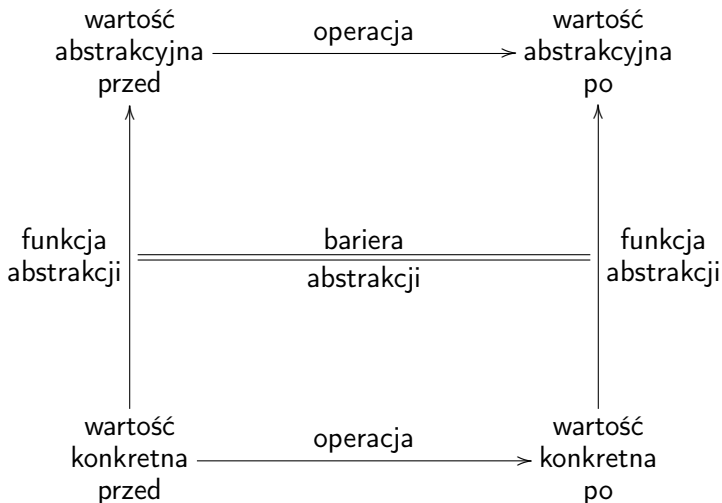 wartość
abstrakcyjna
przed
operacja
wartość
abstrakcyjna
po
funkcja
abstrakcji
bariera
abstrakcji
funkcja
abstrakcji
wartość
konkretna
przed
operacja
wartość
konkretna
po